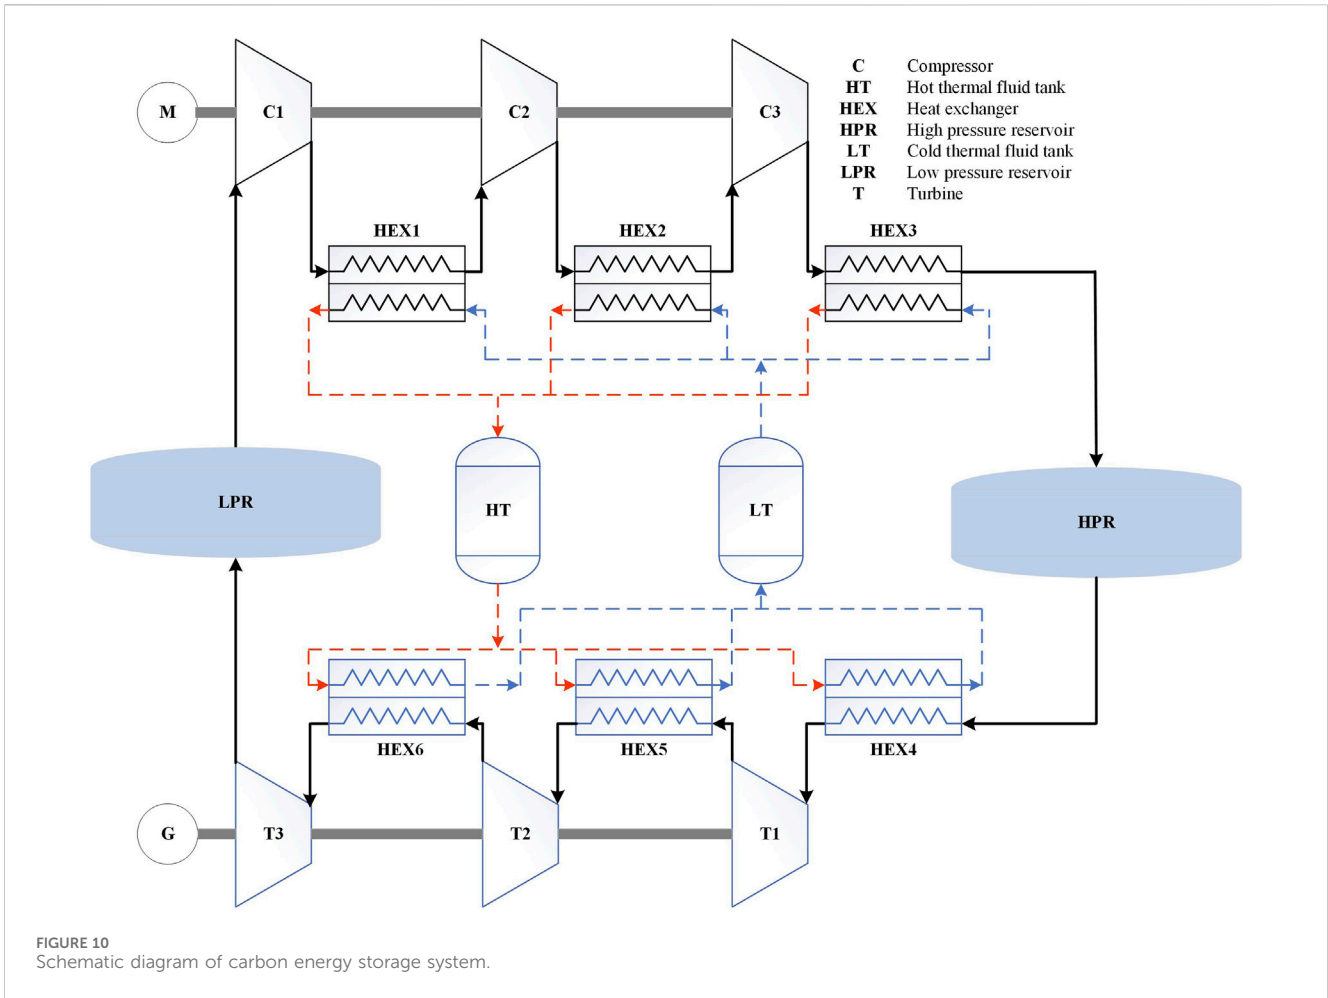 M
C1
C2
C3
C Compressor
HT Hot thermal fluid tank
HEX Heat exchanger
HPR High pressure reservoir
LT Cold thermal fluid tank
LPR Low pressure reservoir
T Turbine
HEX1
HEX2
HEX3
LPR
HT
LT
HPR
HEX6
HEX5
HEX4
G
T3
T2
T1
FIGURE 10
Schematic diagram of carbon energy storage system.